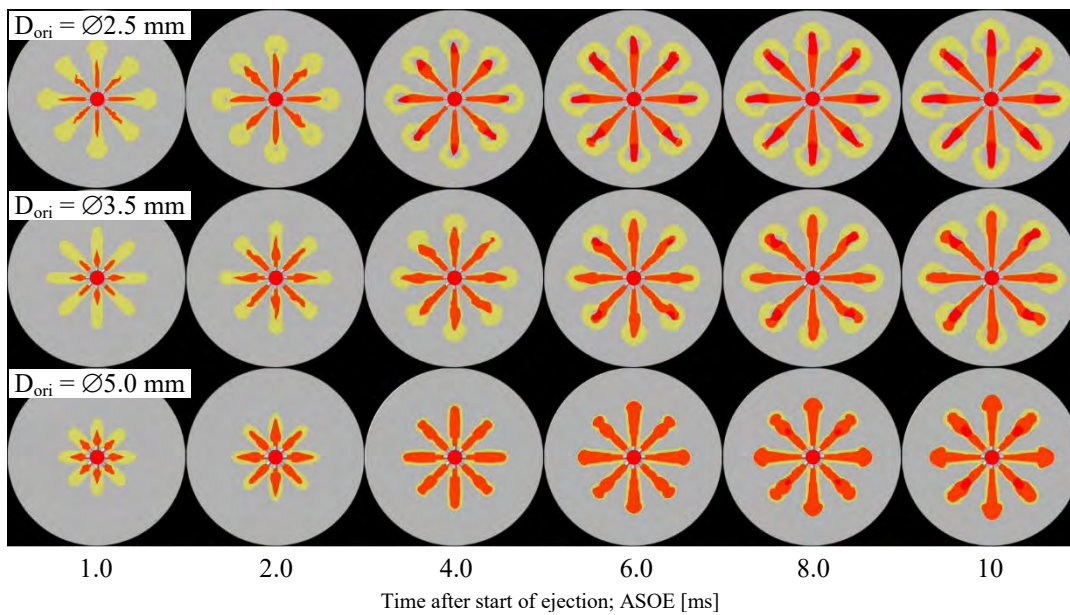 D_ori = ∅2.5 mm
D_ori = ∅3.5 mm
D_ori = ∅5.0 mm
1.0 2.0 4.0 6.0 8.0 10
Time after start of ejection; ASOE [ms]